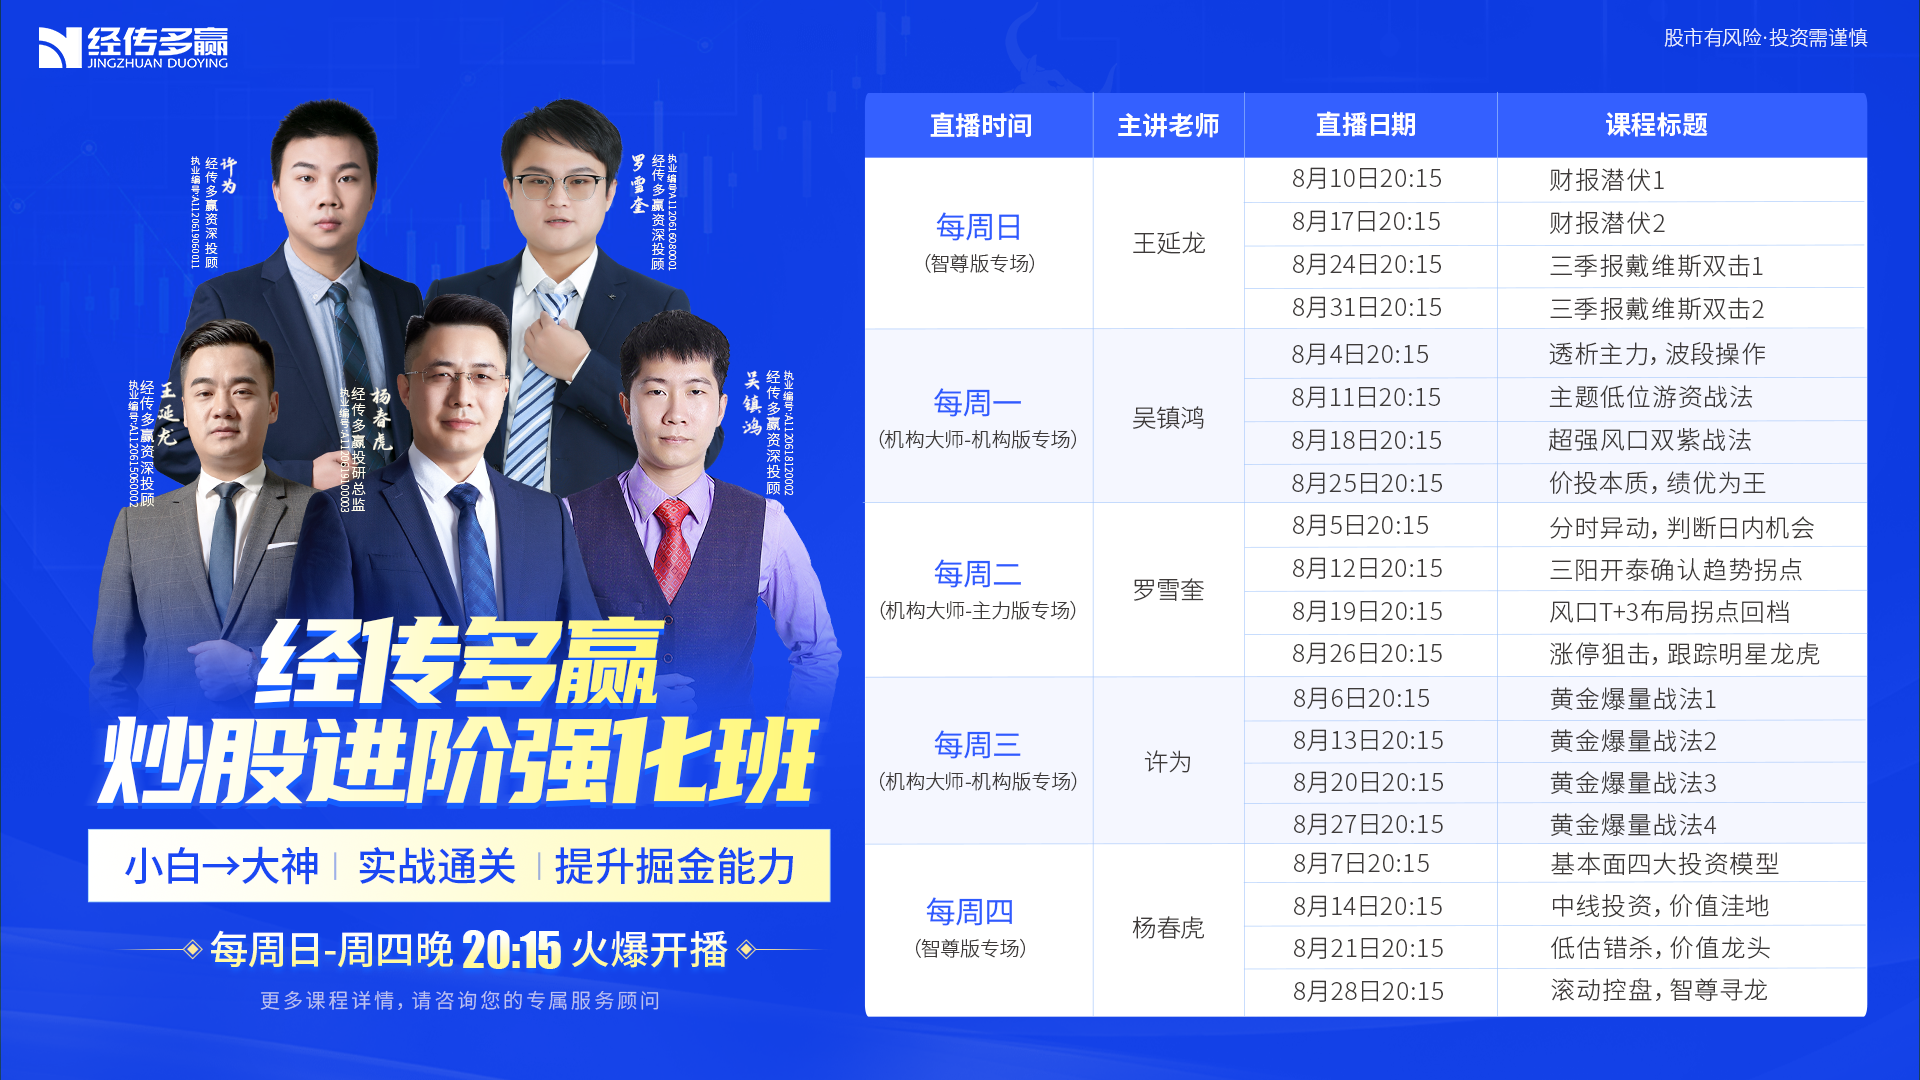 经传多赢
JINGZHUAN DUOYING
股市有风险·投资需谨慎
许为
经传多赢资深投顾
执业编号:A1120619060011
罗雪奎
经传多赢资深投顾
执业编号:A1120616080001
王延龙
经传多赢资深投顾
执业编号:A1120615060002
杨春虎
经传多赢投研总监
执业编号:A1120619100003
吴镇鸿
经传多赢资深投顾
执业编号:A1120618120002
经传多赢
炒股进阶强化班
小白→大神 | 实战通关 | 提升掘金能力
每周日-周四晚 20:15 火爆开播
更多课程详情,请咨询您的专属服务顾问
直播时间 主讲老师 直播日期 课程标题
每周日
(智尊版专场)
王延龙
8月10日20:15 财报潜伏1
8月17日20:15 财报潜伏2
8月24日20:15 三季报戴维斯双击1
8月31日20:15 三季报戴维斯双击2
每周一
(机构大师-机构版专场)
吴镇鸿
8月4日20:15 透析主力,波段操作
8月11日20:15 主题低位游资战法
8月18日20:15 超强风口双紫战法
8月25日20:15 价投本质,绩优为王
每周二
(机构大师-主力版专场)
罗雪奎
8月5日20:15 分时异动,判断日内机会
8月12日20:15 三阳开泰确认趋势拐点
8月19日20:15 风口T+3布局拐点回档
8月26日20:15 涨停狙击,跟踪明星龙虎
每周三
(机构大师-机构版专场)
许为
8月6日20:15 黄金爆量战法1
8月13日20:15 黄金爆量战法2
8月20日20:15 黄金爆量战法3
8月27日20:15 黄金爆量战法4
每周四
(智尊版专场)
杨春虎
8月7日20:15 基本面四大投资模型
8月14日20:15 中线投资,价值洼地
8月21日20:15 低估错杀,价值龙头
8月28日20:15 滚动控盘,智尊寻龙